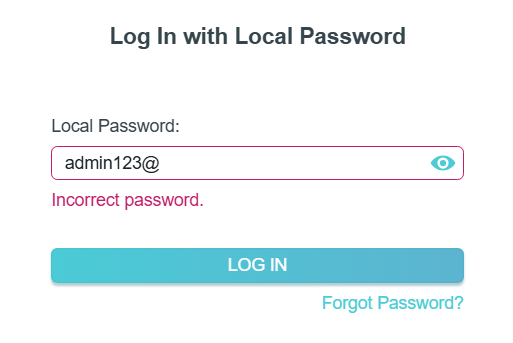 Log In with Local Password
Local Password:
admin123@
Incorrect password.
LOG IN
Forgot Password?